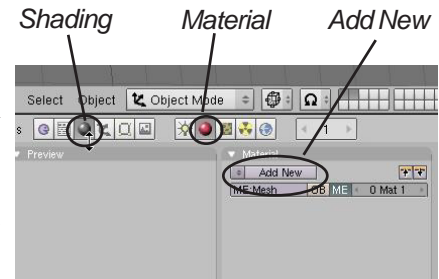 Shading Material Add New
Select Object Object Mode
s 1
Preview Material
Add New
ME:Mesh OB ME 0 Mat 1